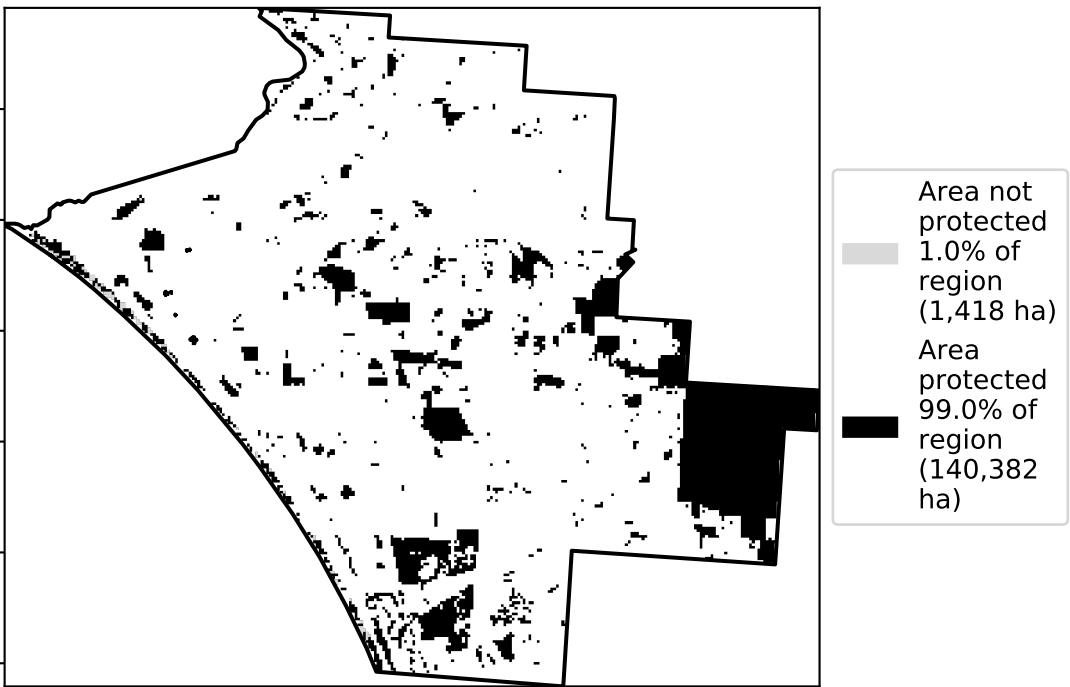 Area not
protected
1.0% of
region
(1,418 ha)
Area
protected
99.0% of
region
(140,382
ha)